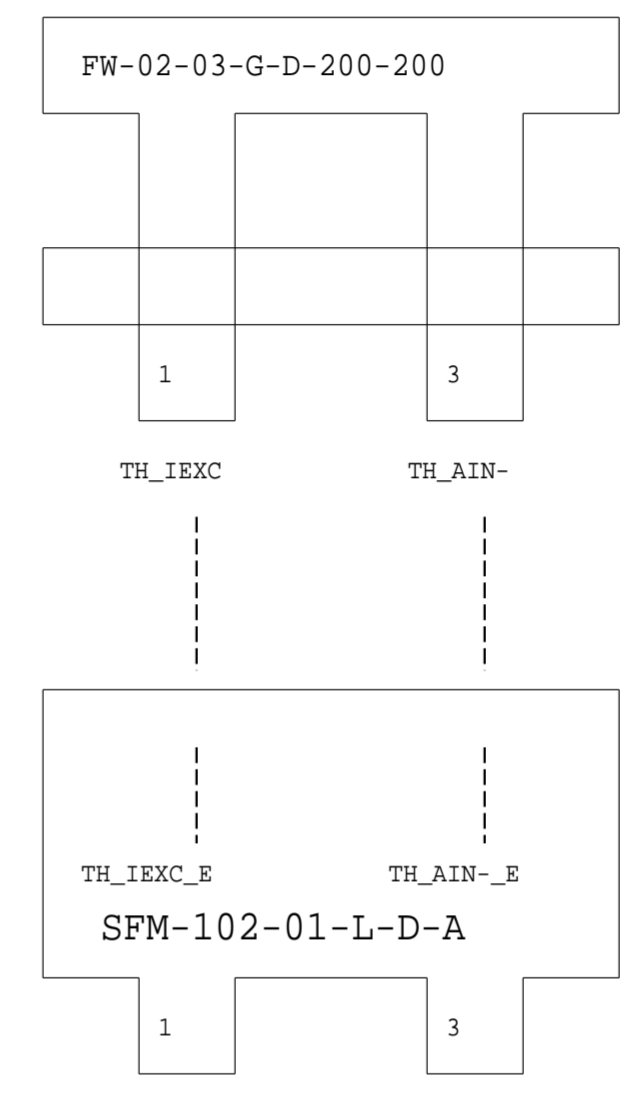 FW-02-03-G-D-200-200
1 3
TH_IEXC TH_AIN-
TH_IEXC_E TH_AIN-_E
SFM-102-01-L-D-A
1 3